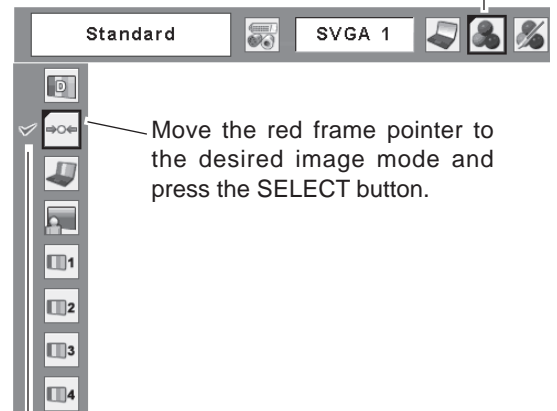 Standard SVGA 1
D
Move the red frame pointer to
the desired image mode and
press the SELECT button.
1
2
3
4